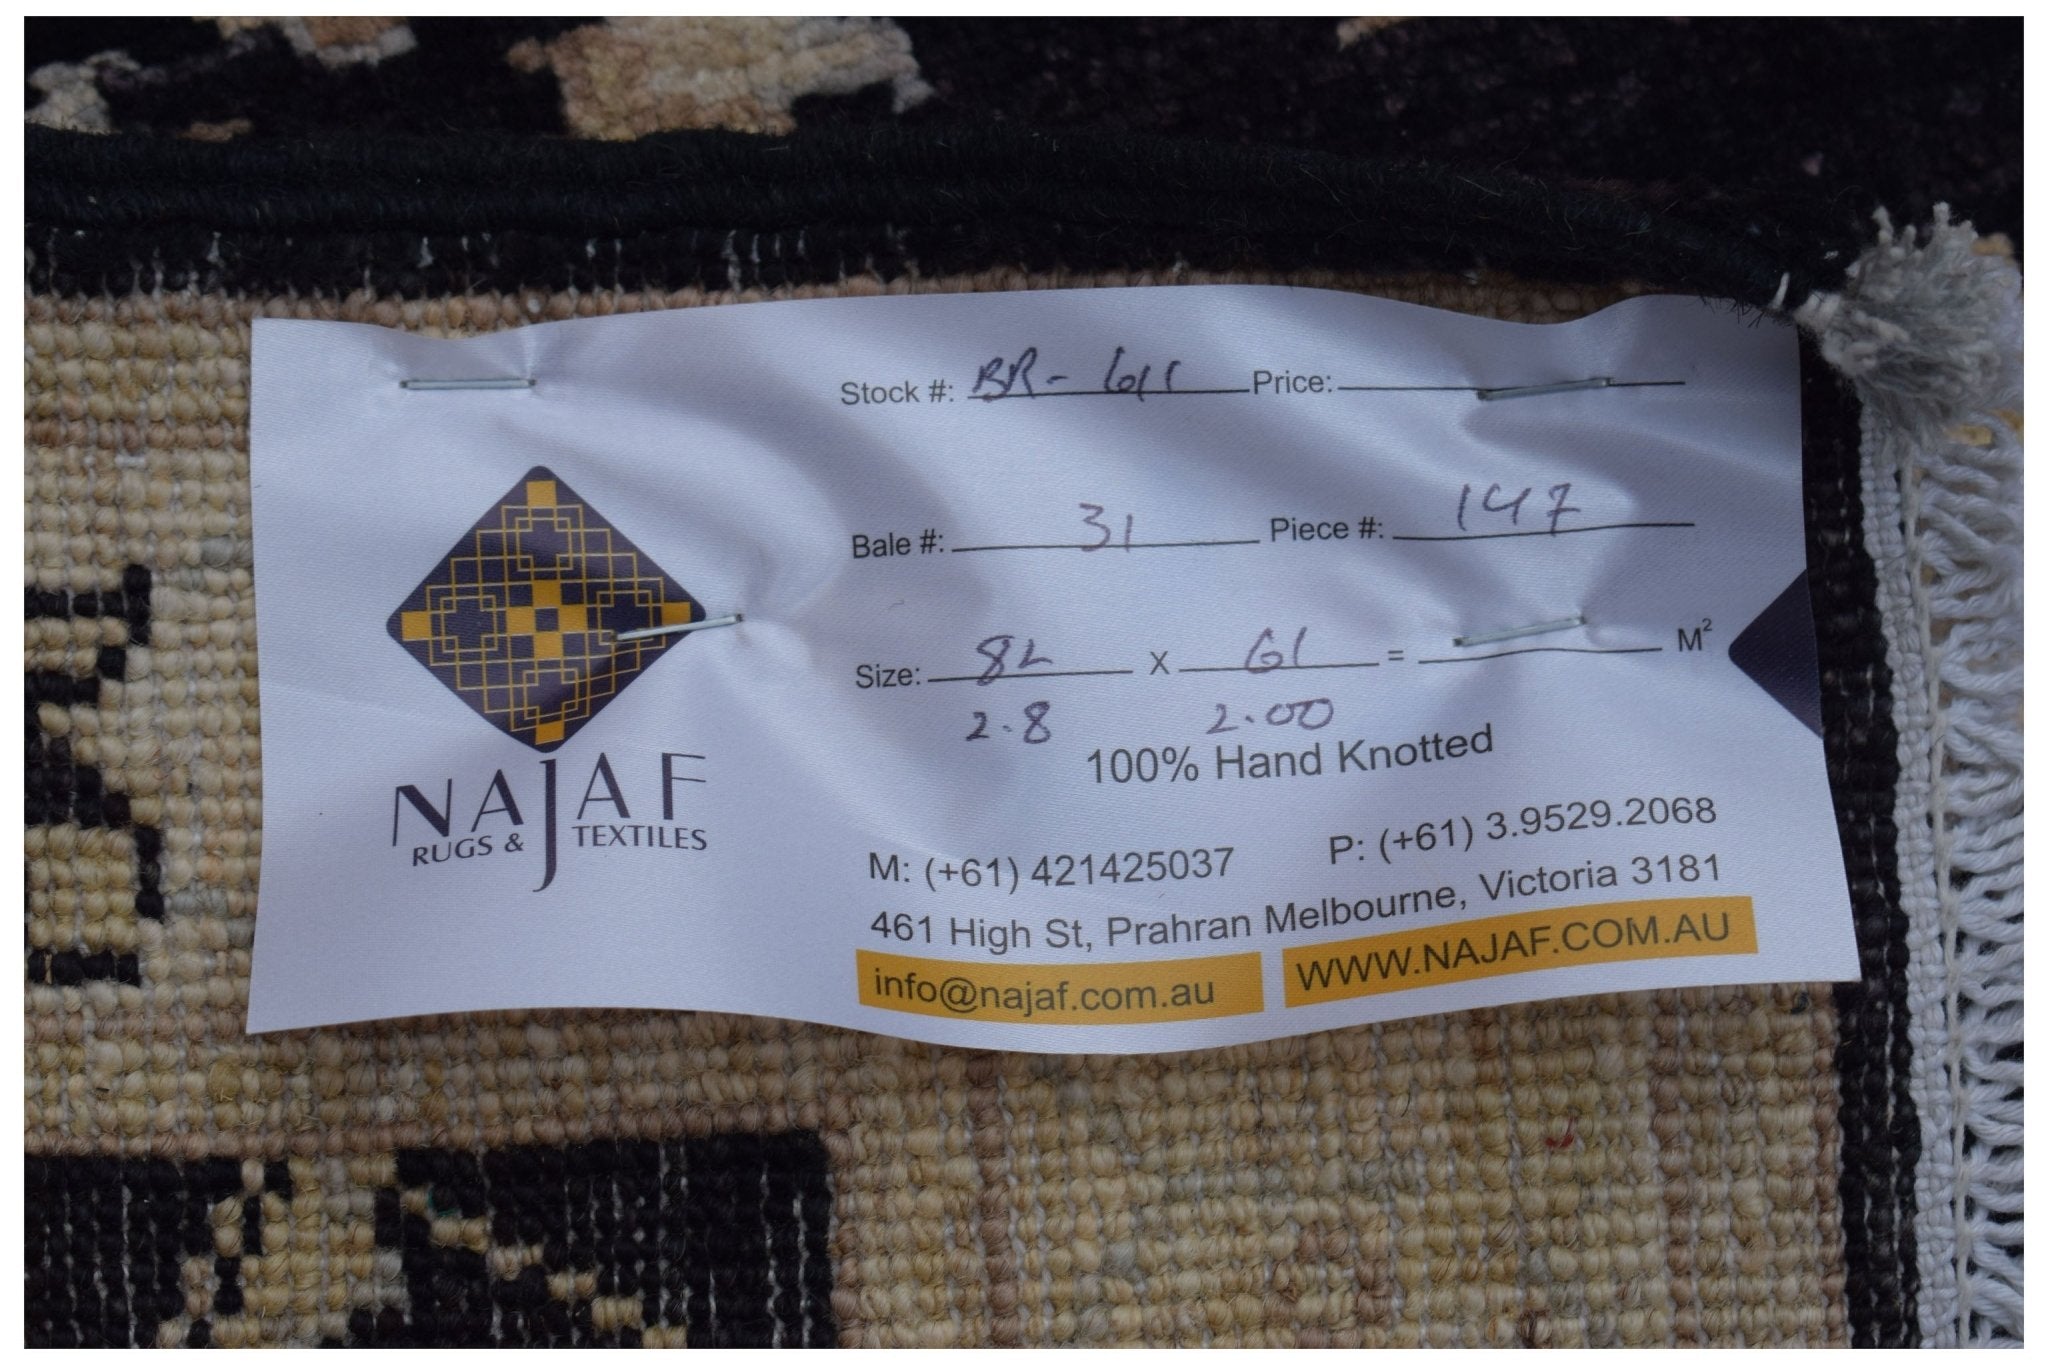 Stock #: BR-611 Price:
Bale #: 31 Piece #: 147
Size: 82 x 61 = M²
2.8 2.00
100% Hand Knotted
NAJAF
RUGS & TEXTILES
M: (+61) 421425037 P: (+61) 3.9529.2068
461 High St, Prahran Melbourne, Victoria 3181
info@najaf.com.au WWW.NAJAF.COM.AU